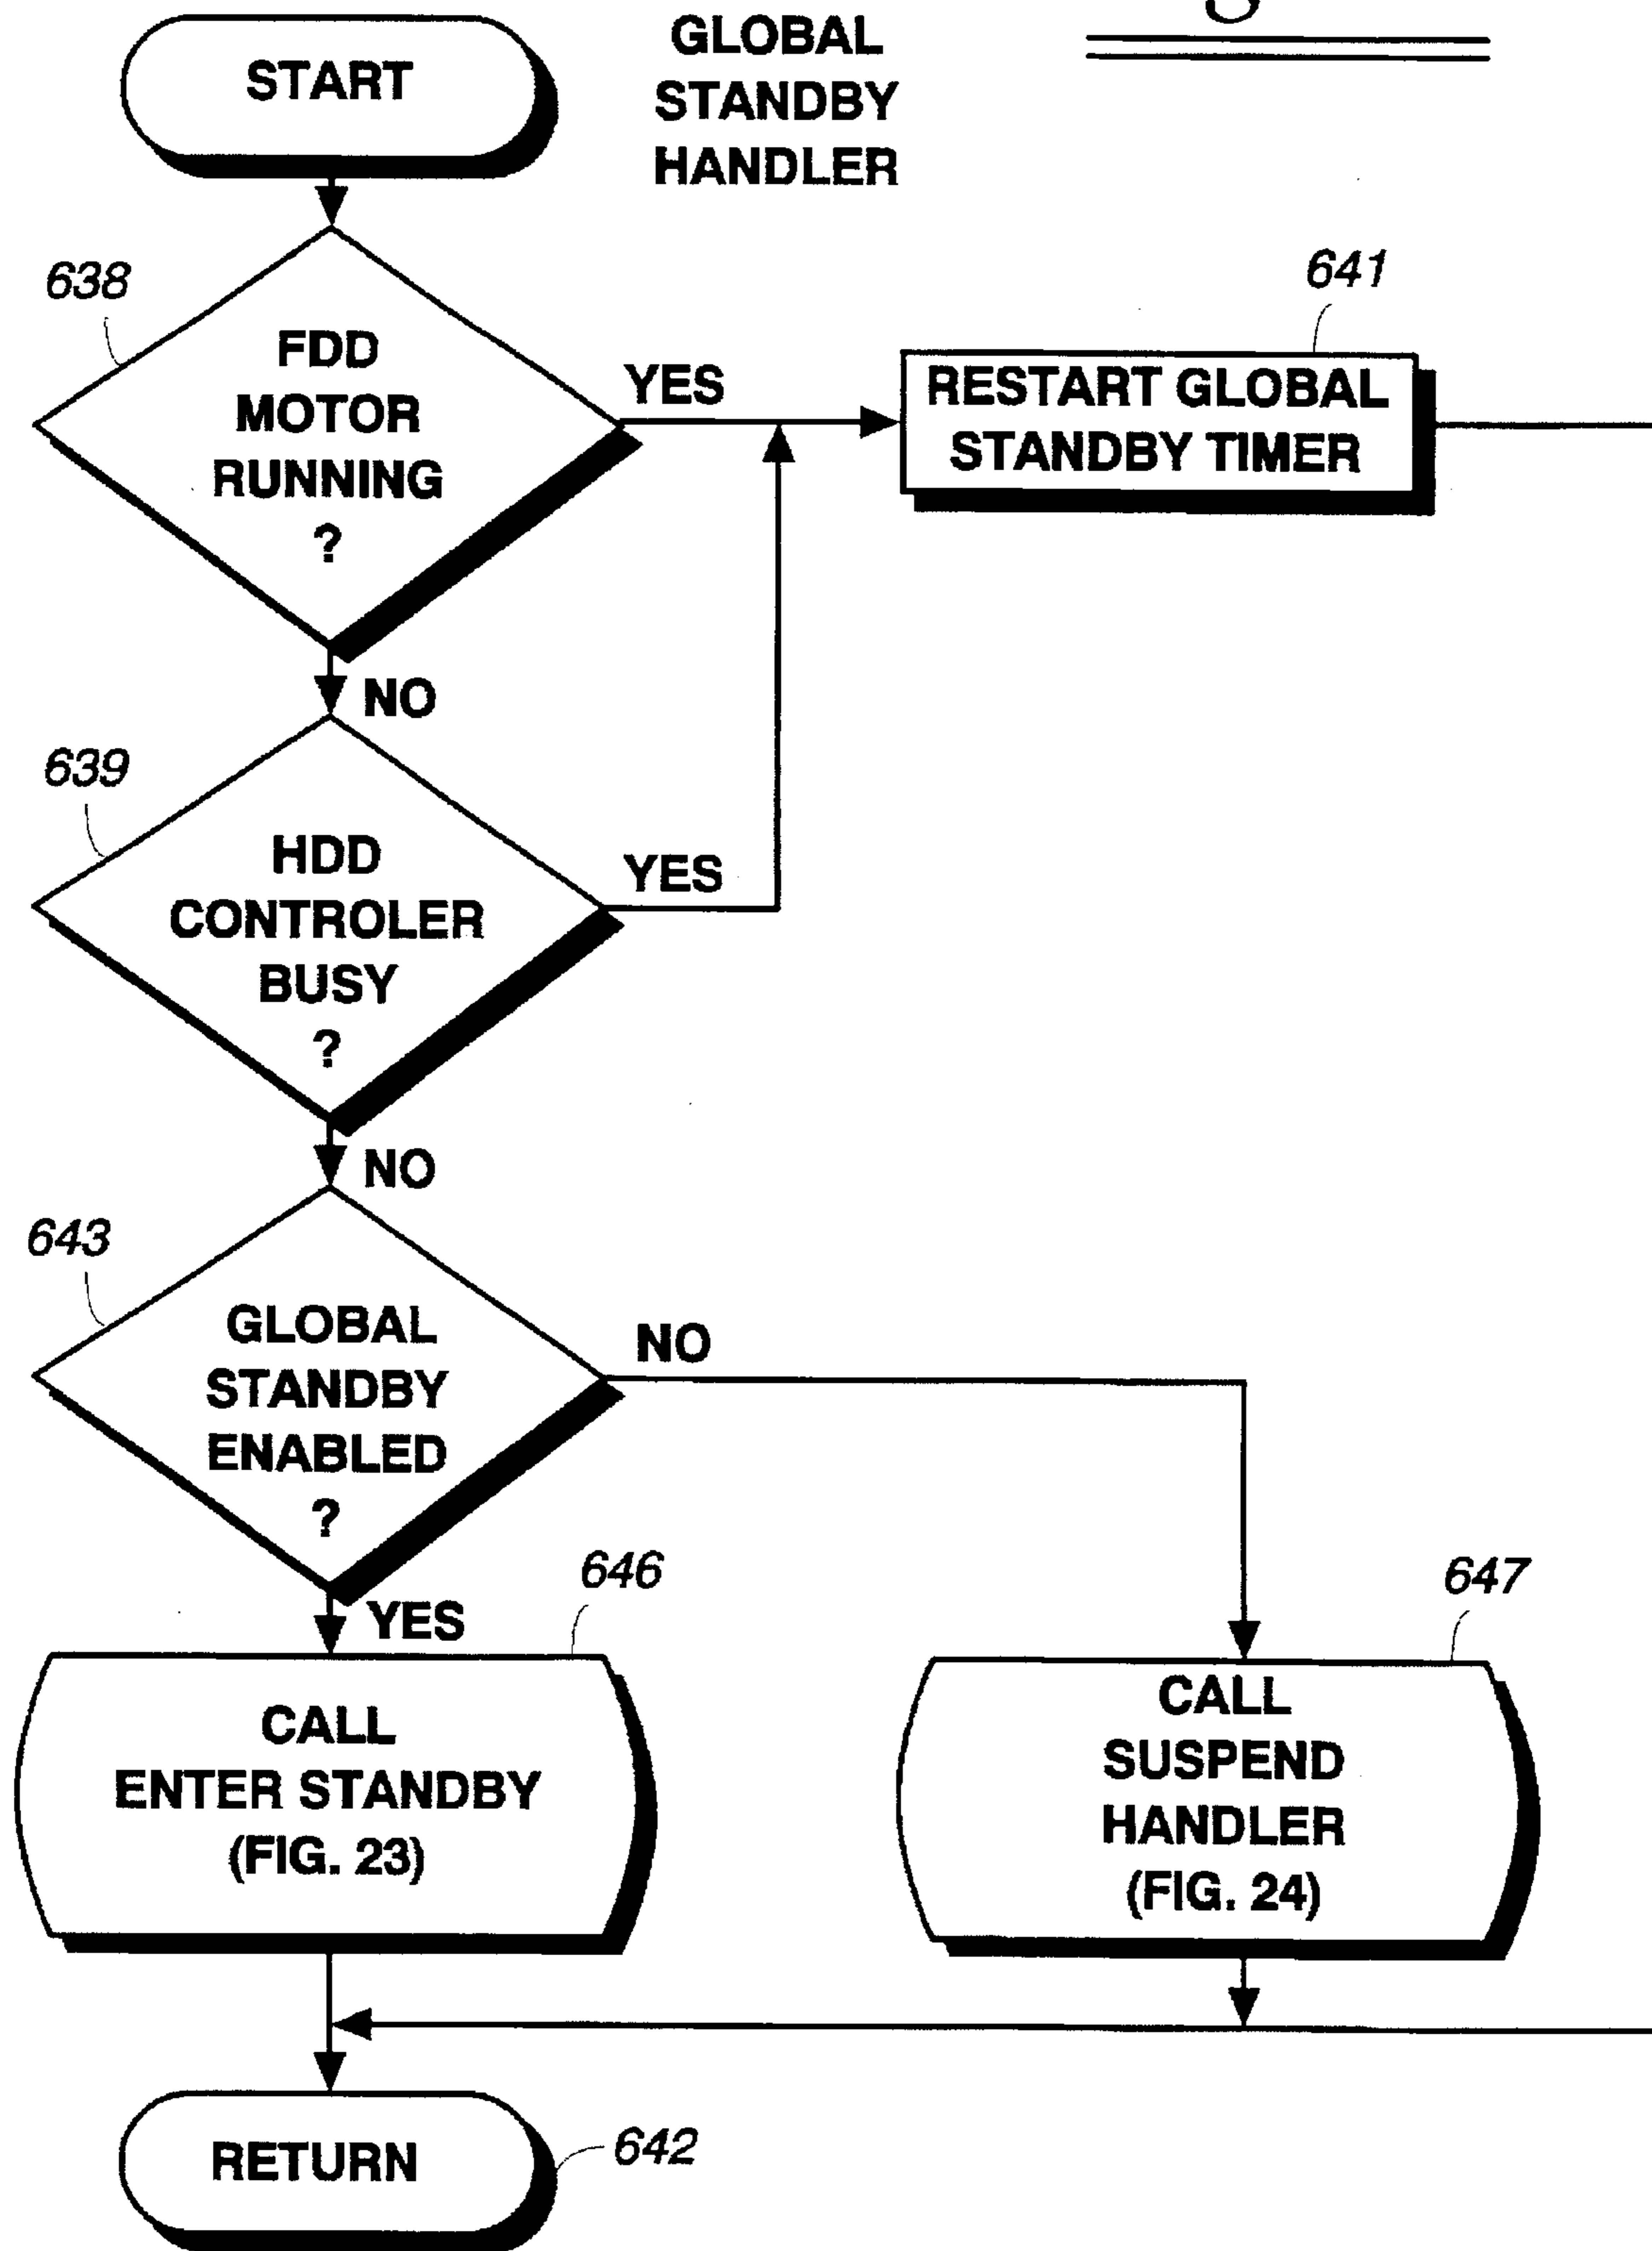 START
GLOBAL
STANDBY
HANDLER
638
FDD
MOTOR
RUNNING
?
YES
641
RESTART GLOBAL
STANDBY TIMER
NO
639
HDD
CONTROLER
BUSY
?
YES
NO
643
GLOBAL
STANDBY
ENABLED
?
NO
YES
646
CALL
ENTER STANDBY
(FIG. 23)
647
CALL
SUSPEND
HANDLER
(FIG. 24)
RETURN
642